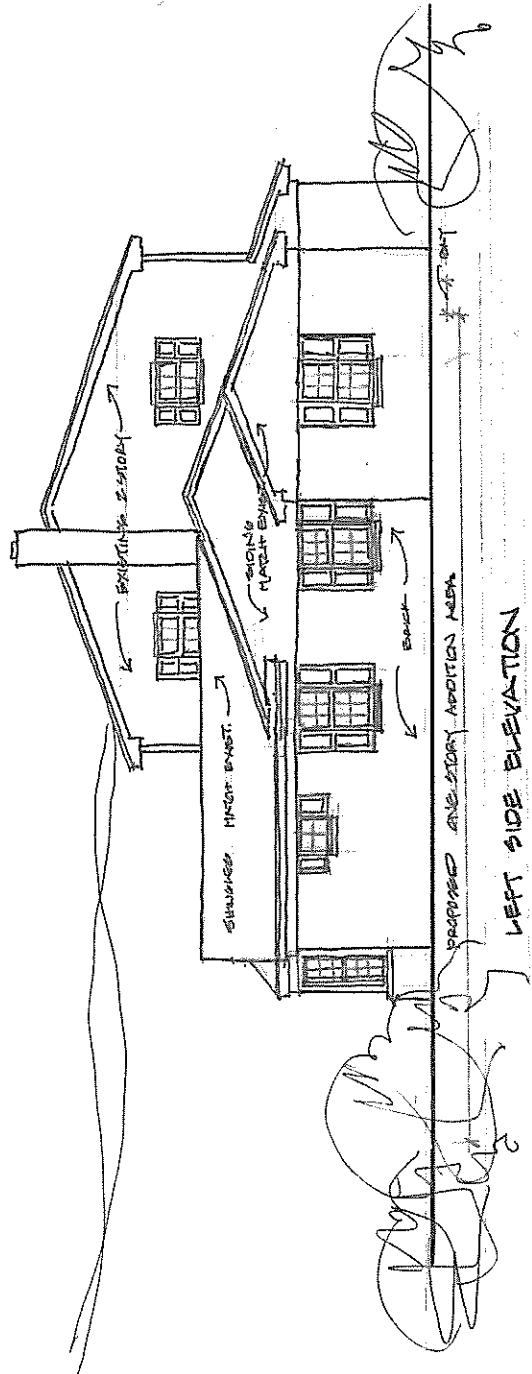 EXISTING 2 STORY
SIDING
MATCH EXIST.
SHINGLES MATCH EXIST.
BRICK
PROPOSED ONE STORY ADDITION AREA
LEFT SIDE ELEVATION